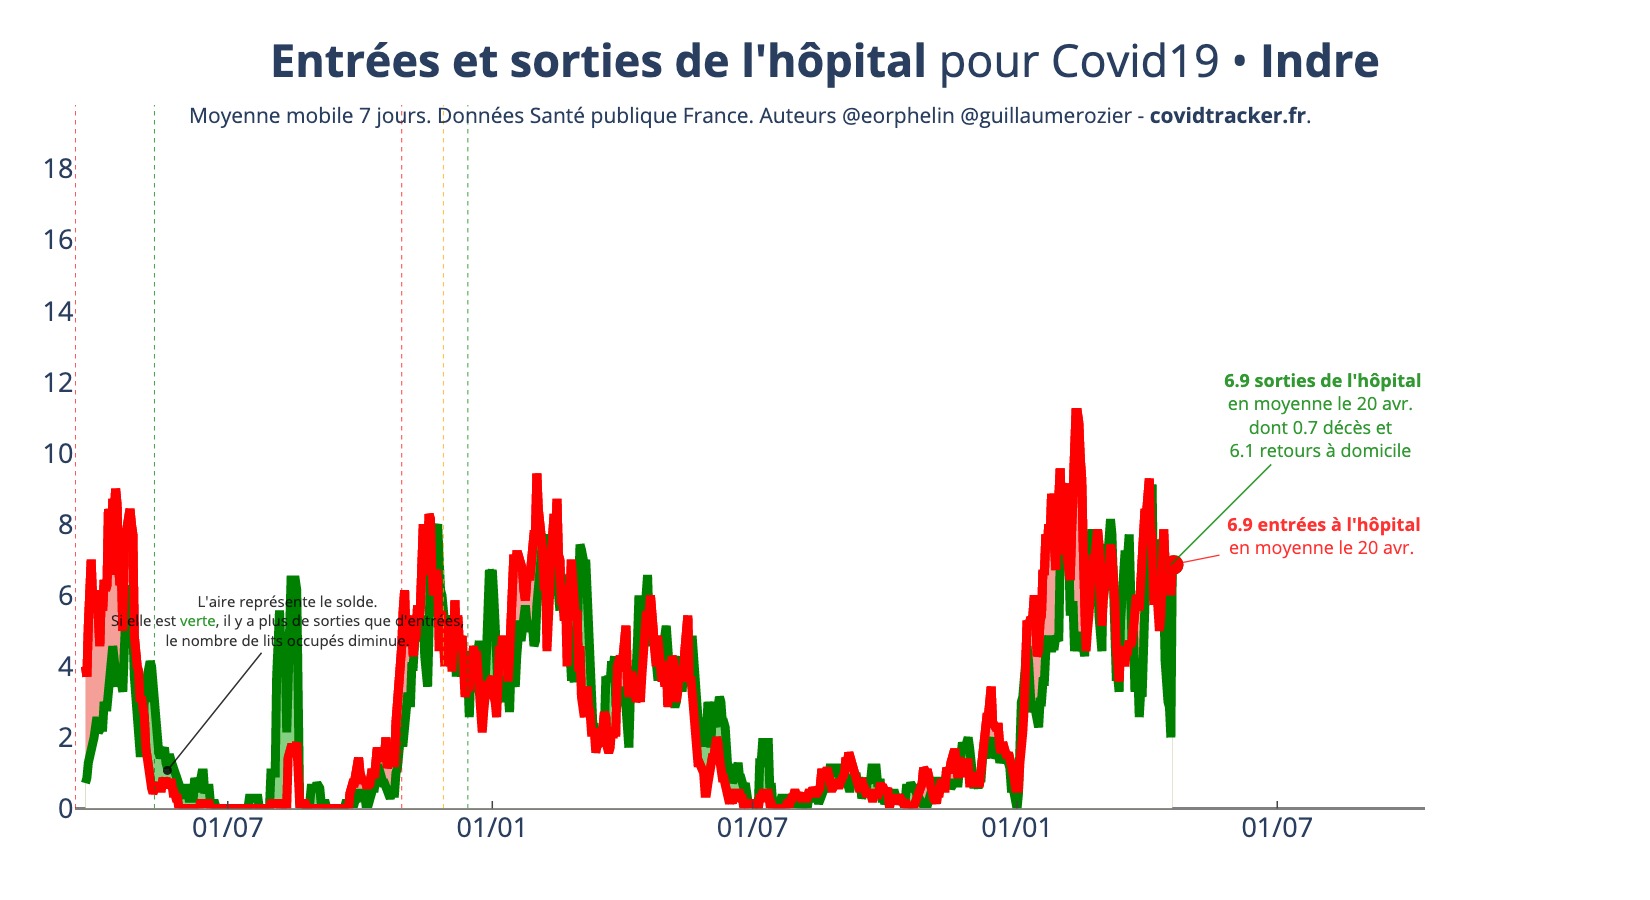 Entrées et sorties de l'hôpital pour Covid19 • Indre
Moyenne mobile 7 jours. Données Santé publique France. Auteurs @eorphelin @guillaumerozier - covidtracker.fr.
18
16
14
12
10
8
6
4
2
0
6.9 sorties de l'hôpital
en moyenne le 20 avr.
dont 0.7 décès et
6.1 retours à domicile
6.9 entrées à l'hôpital
en moyenne le 20 avr.
L'aire représente le solde.
Si elle est verte, il y a plus de sorties que d'entrées,
le nombre de lits occupés diminue.
01/07
01/01
01/07
01/01
01/07